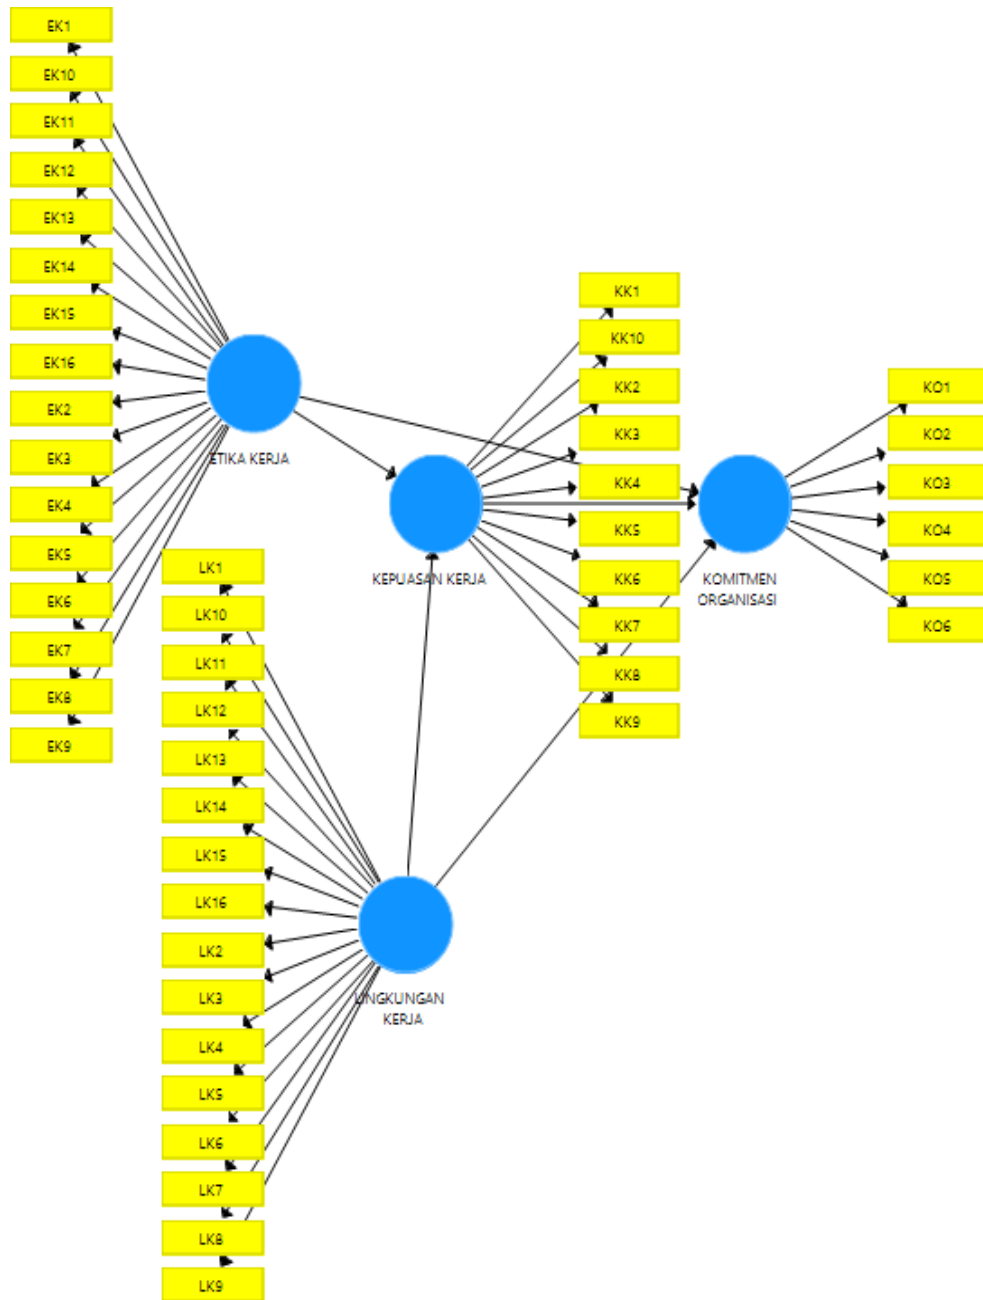 EK1
EK10
EK11
EK12
EK13
EK14
EK15
EK16
EK2
EK3
EK4
EK5
EK6
EK7
EK8
EK9
ETIKA KERJA
LK1
LK10
LK11
LK12
LK13
LK14
LK15
LK16
LK2
LK3
LK4
LK5
LK6
LK7
LK8
LK9
LINGKUNGAN
KERJA
KEPUASAN KERJA
KK1
KK10
KK2
KK3
KK4
KK5
KK6
KK7
KK8
KK9
KOMITMEN
ORGANISASI
KO1
KO2
KO3
KO4
KO5
KO6